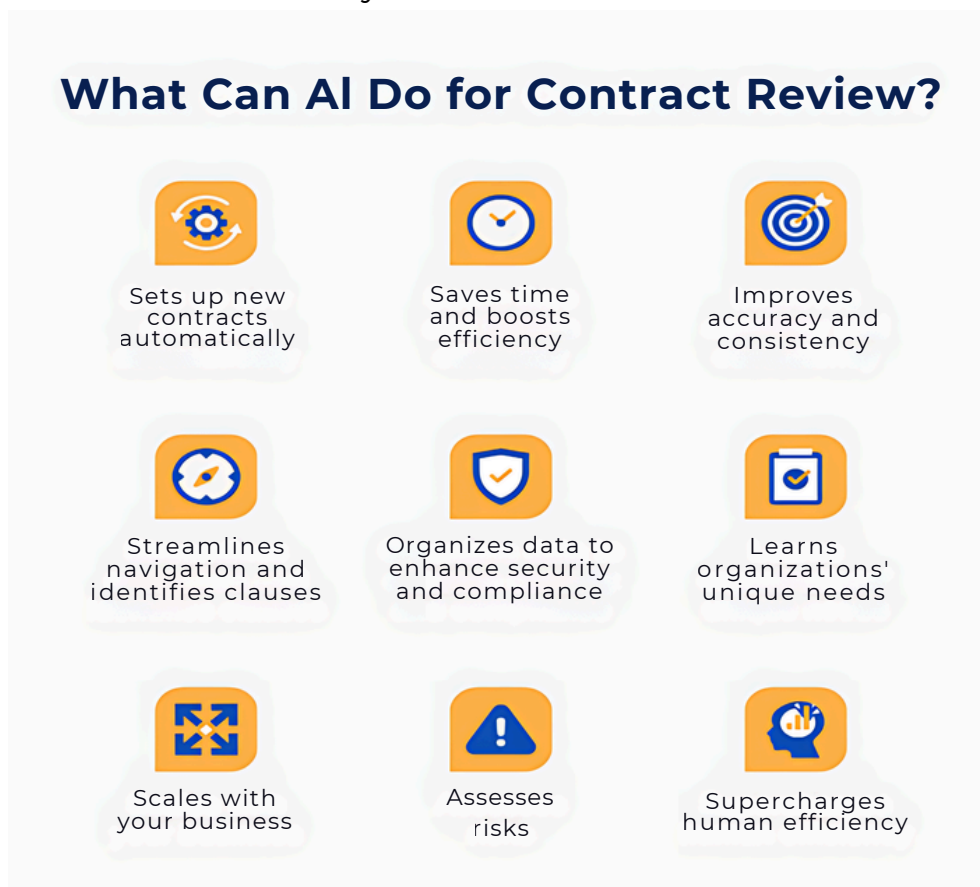 What Can Al Do for Contract Review?
Sets up new
contracts
automatically
Saves time
and boosts
efficiency
Improves
accuracy and
consistency
Streamlines
navigation and
identifies clauses
Organizes data to
enhance security
and compliance
Learns
organizations'
unique needs
Scales with
your business
Assesses
risks
Supercharges
human efficiency